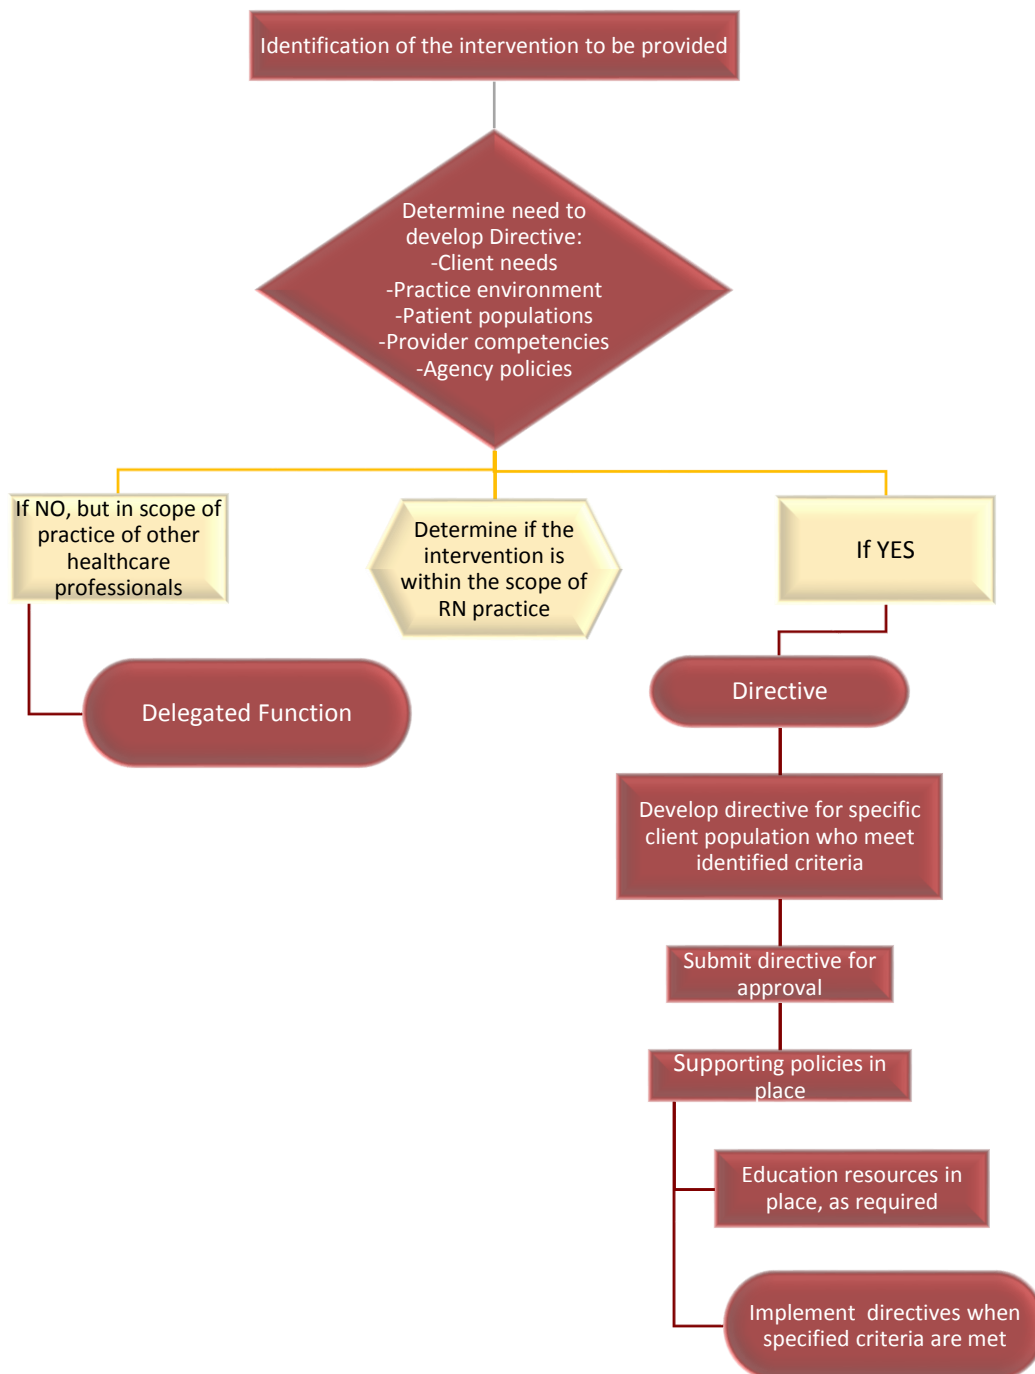 Identification of the intervention to be provided
Determine need to
develop Directive:
-Client needs
-Practice environment
-Patient populations
-Provider competencies
-Agency policies
If NO, but in scope of
practice of other
healthcare
professionals
Determine if the
intervention is
within the scope of
RN practice
If YES
Delegated Function
Directive
Develop directive for specific
client population who meet
identified criteria
Submit directive for
approval
Supporting policies in
place
Education resources in
place, as required
Implement  directives when
specified criteria are met